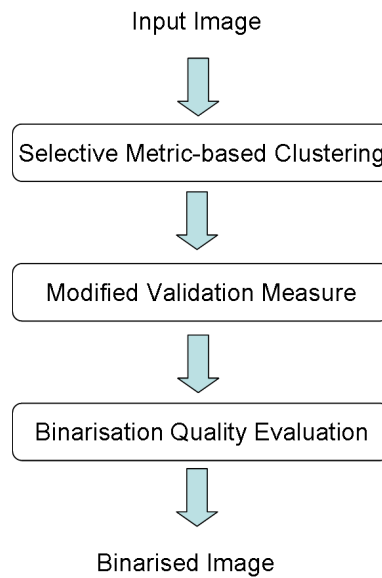 Input Image
Selective Metric-based Clustering
Modified Validation Measure
Binarisation Quality Evaluation
Binarised Image